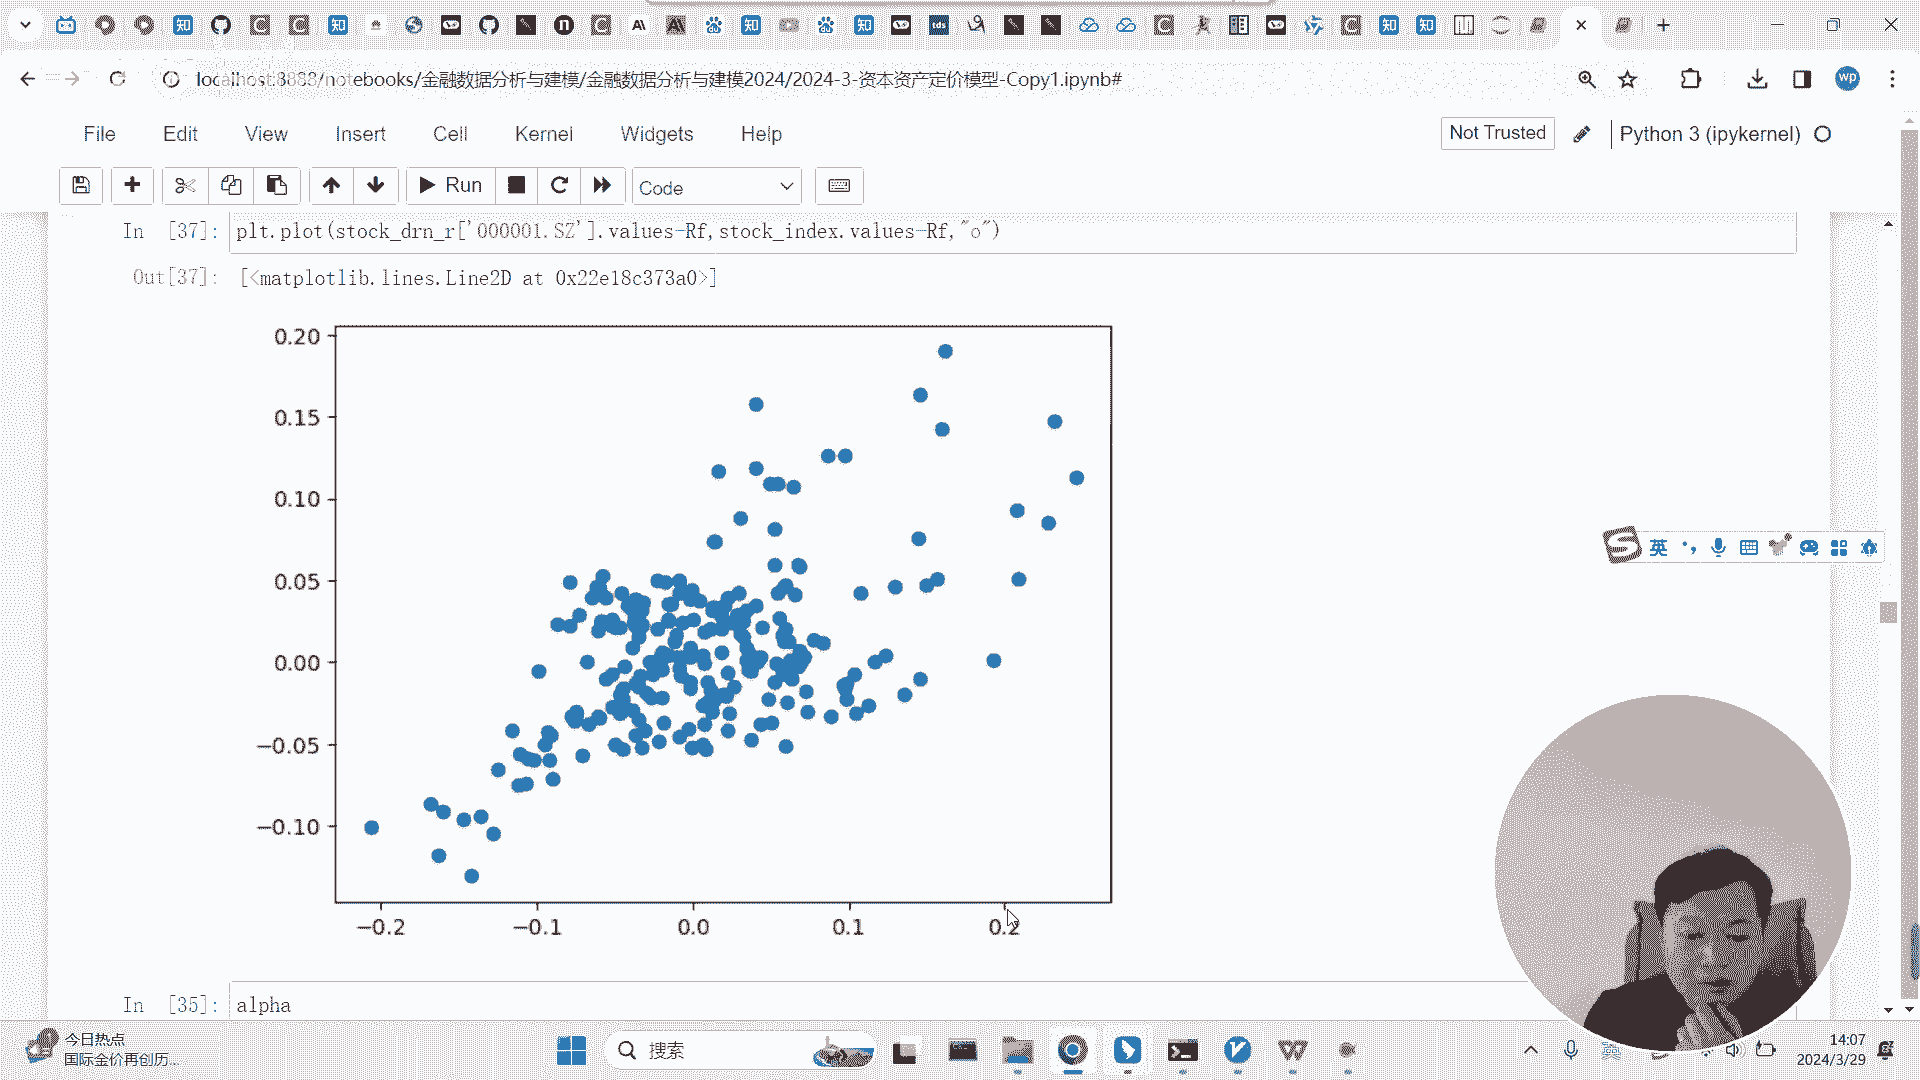 localhost:8888/notebooks/金融数据分析与建模/金融数据分析与建模2024/2024-3-资本资产定价模型-Copy1.ipynb#
wp
File Edit View Insert Cell Kernel Widgets Help
Not Trusted
Python 3 (ipykernel)
Run
Code
In [37]: plt.plot(stock_drn_r['000001.SZ'].values-Rf,stock_index.values-Rf,"o")
Out[37]: [<matplotlib.lines.Line2D at 0x22e18c373a0>]
0.20
0.15
0.10
0.05
0.00
−0.05
−0.10
−0.2 −0.1 0.0 0.1 0.2
英
In [35]: alpha
今日热点
国际金价再创历...
搜索
英
14:07
2024/3/29